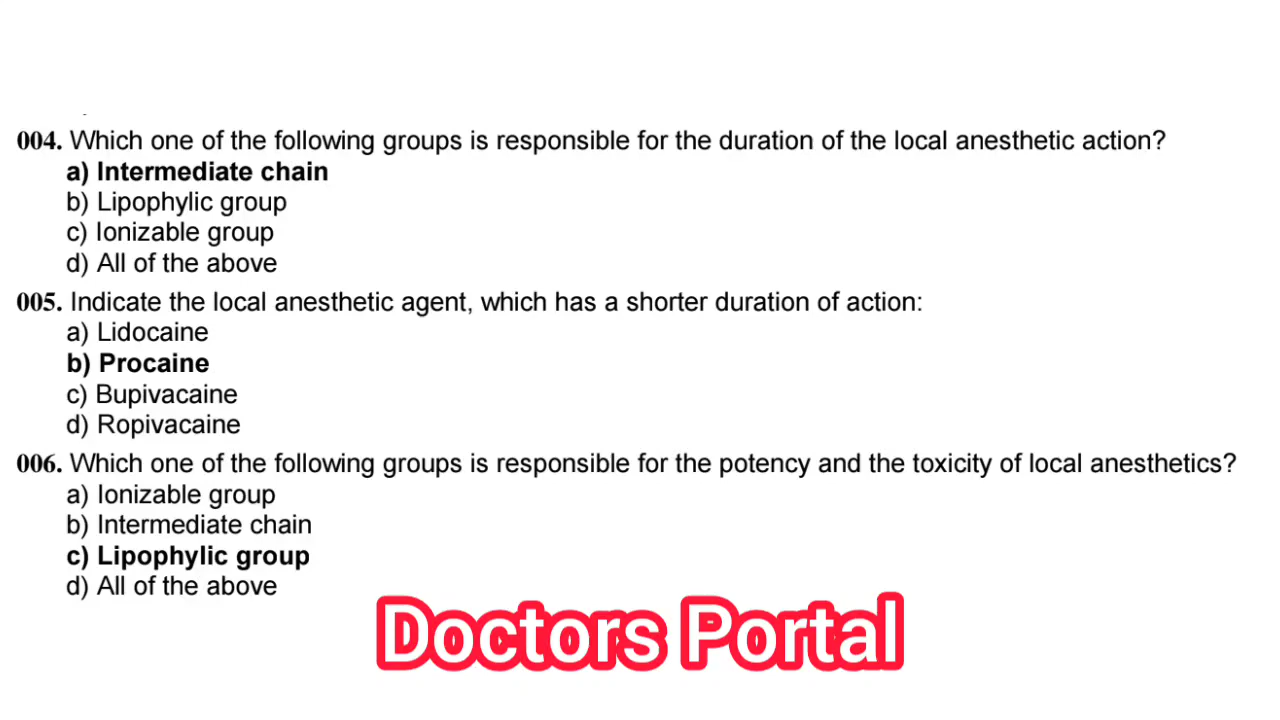 004. Which one of the following groups is responsible for the duration of the local anesthetic action?
a) Intermediate chain
b) Lipophylic group
c) Ionizable group
d) All of the above
005. Indicate the local anesthetic agent, which has a shorter duration of action:
a) Lidocaine
b) Procaine
c) Bupivacaine
d) Ropivacaine
006. Which one of the following groups is responsible for the potency and the toxicity of local anesthetics?
a) Ionizable group
b) Intermediate chain
c) Lipophylic group
d) All of the above
Doctors Portal